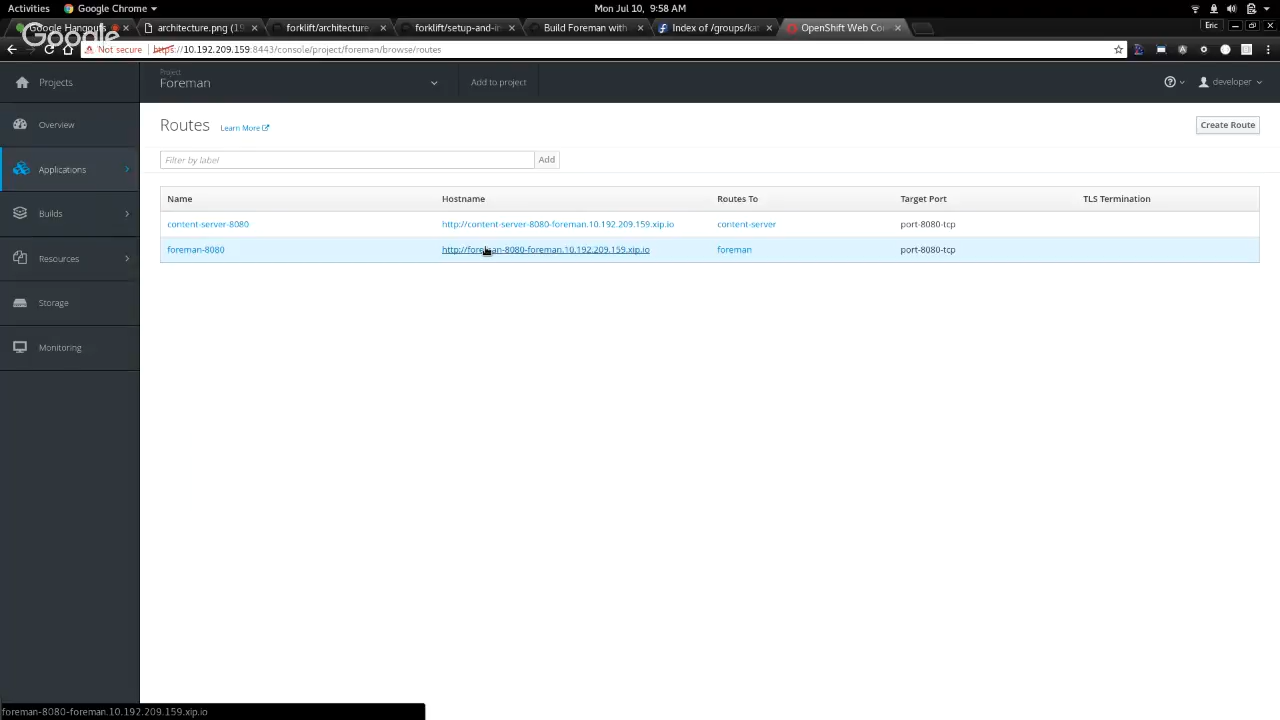 Activities Google Chrome Mon Jul 10, 9:58 AM Eric
Google Hangouts architecture.png (19 forklift/architecture. forklift/setup-and-in Build Foreman with Index of /groups/kat OpenShift Web Con
Google
Not secure https://10.192.209.159:8443/console/project/foreman/browse/routes
Projects
Project
Foreman
Add to project
developer
Overview
Applications
Builds
Resources
Storage
Monitoring
Routes Learn More Create Route
Filter by label Add
Name Hostname Routes To Target Port TLS Termination
content-server-8080 http://content-server-8080-foreman.10.192.209.159.xip.io content-server port-8080-tcp
foreman-8080 http://foreman-8080-foreman.10.192.209.159.xip.io foreman port-8080-tcp
foreman-8080-foreman.10.192.209.159.xip.io